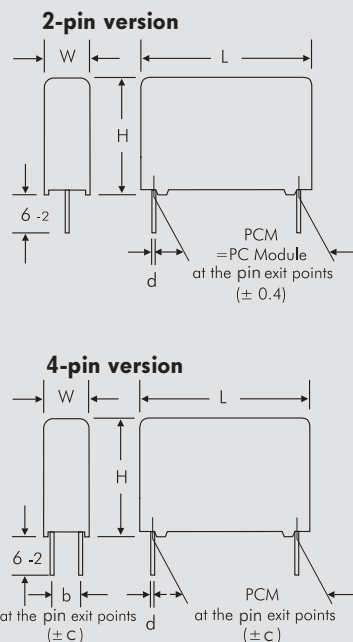 2-pin version
W
L
H
6 -2
d
PCM
=PC Module
at the pin exit points
(± 0.4)
4-pin version
W
L
H
6 -2
b
at the pin exit points
(±c)
d
PCM
at the pin exit points
(±c)